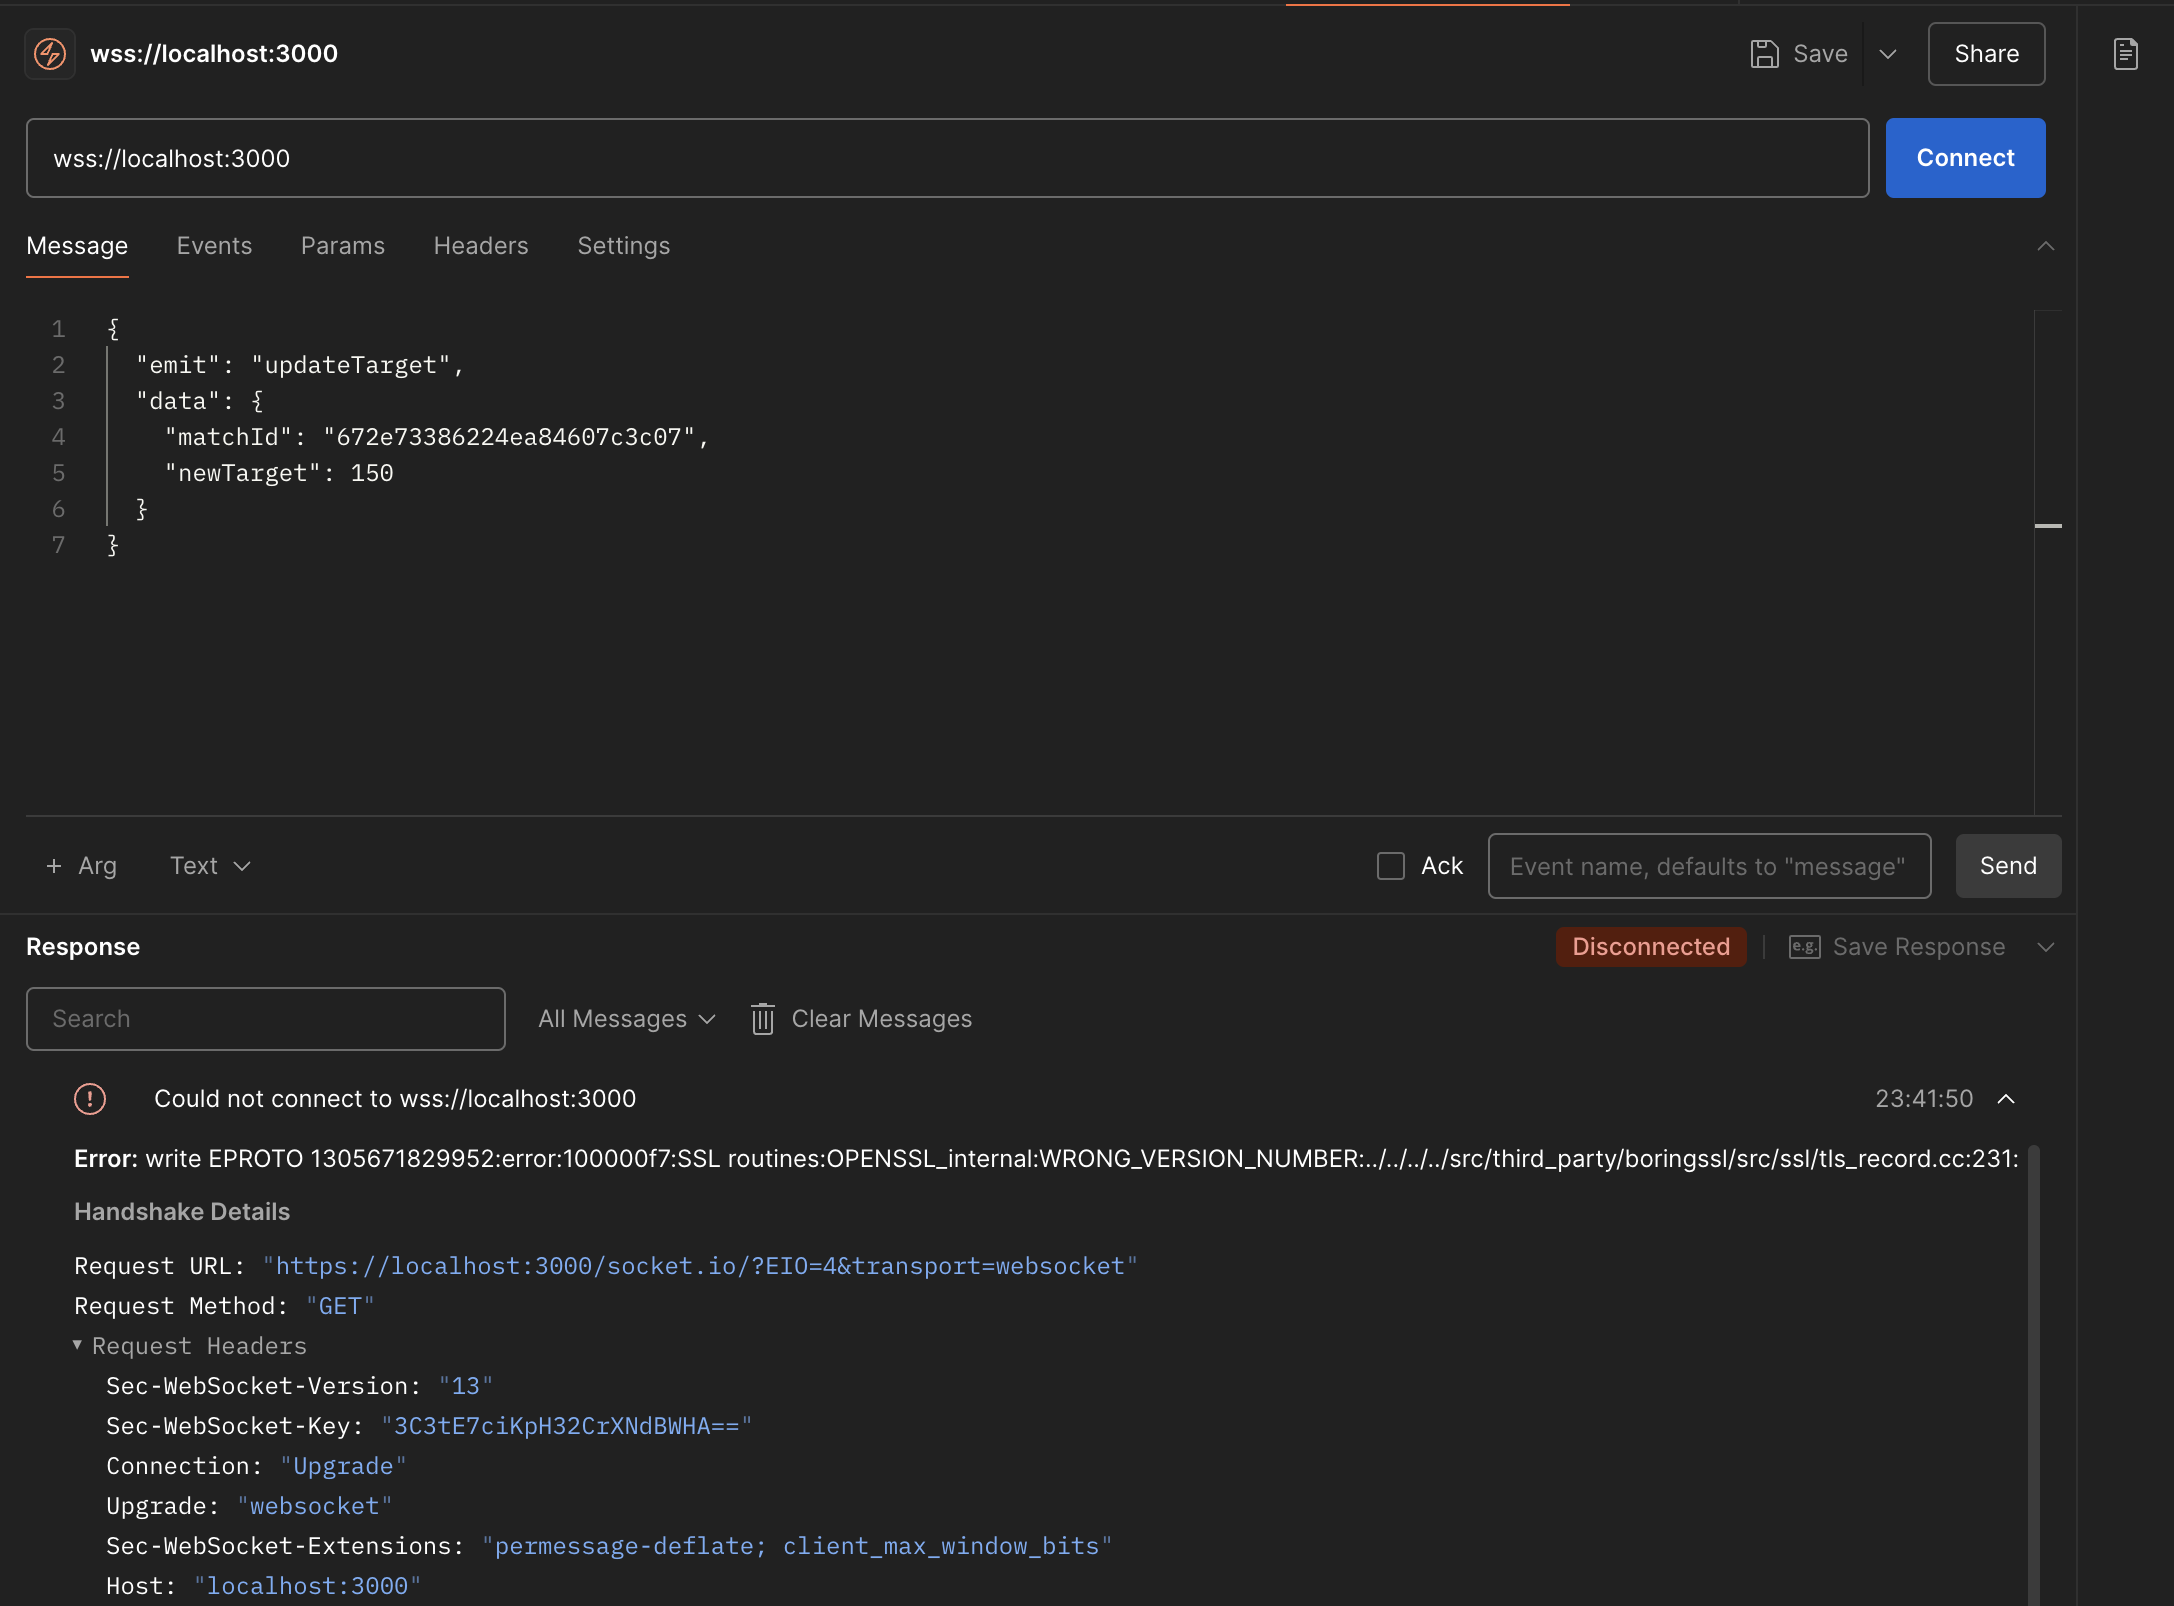 wss://localhost:3000
Save
Share
wss://localhost:3000
Connect
Message Events Params Headers Settings
1 {
2 "emit": "updateTarget",
3 "data": {
4 "matchId": "672e73386224ea84607c3c07",
5 "newTarget": 150
6 }
7 }
+ Arg Text
Ack
Event name, defaults to "message"
Send
Response
Disconnected
e.g. Save Response
Search
All Messages
Clear Messages
Could not connect to wss://localhost:3000
23:41:50
Error: write EPROTO 1305671829952:error:100000f7:SSL routines:OPENSSL_internal:WRONG_VERSION_NUMBER:../../../../src/third_party/boringssl/src/ssl/tls_record.cc:231:
Handshake Details
Request URL: "https://localhost:3000/socket.io/?EIO=4&transport=websocket"
Request Method: "GET"
Request Headers
Sec-WebSocket-Version: "13"
Sec-WebSocket-Key: "3C3tE7ciKpH32CrXNdBWHA=="
Connection: "Upgrade"
Upgrade: "websocket"
Sec-WebSocket-Extensions: "permessage-deflate; client_max_window_bits"
Host: "localhost:3000"